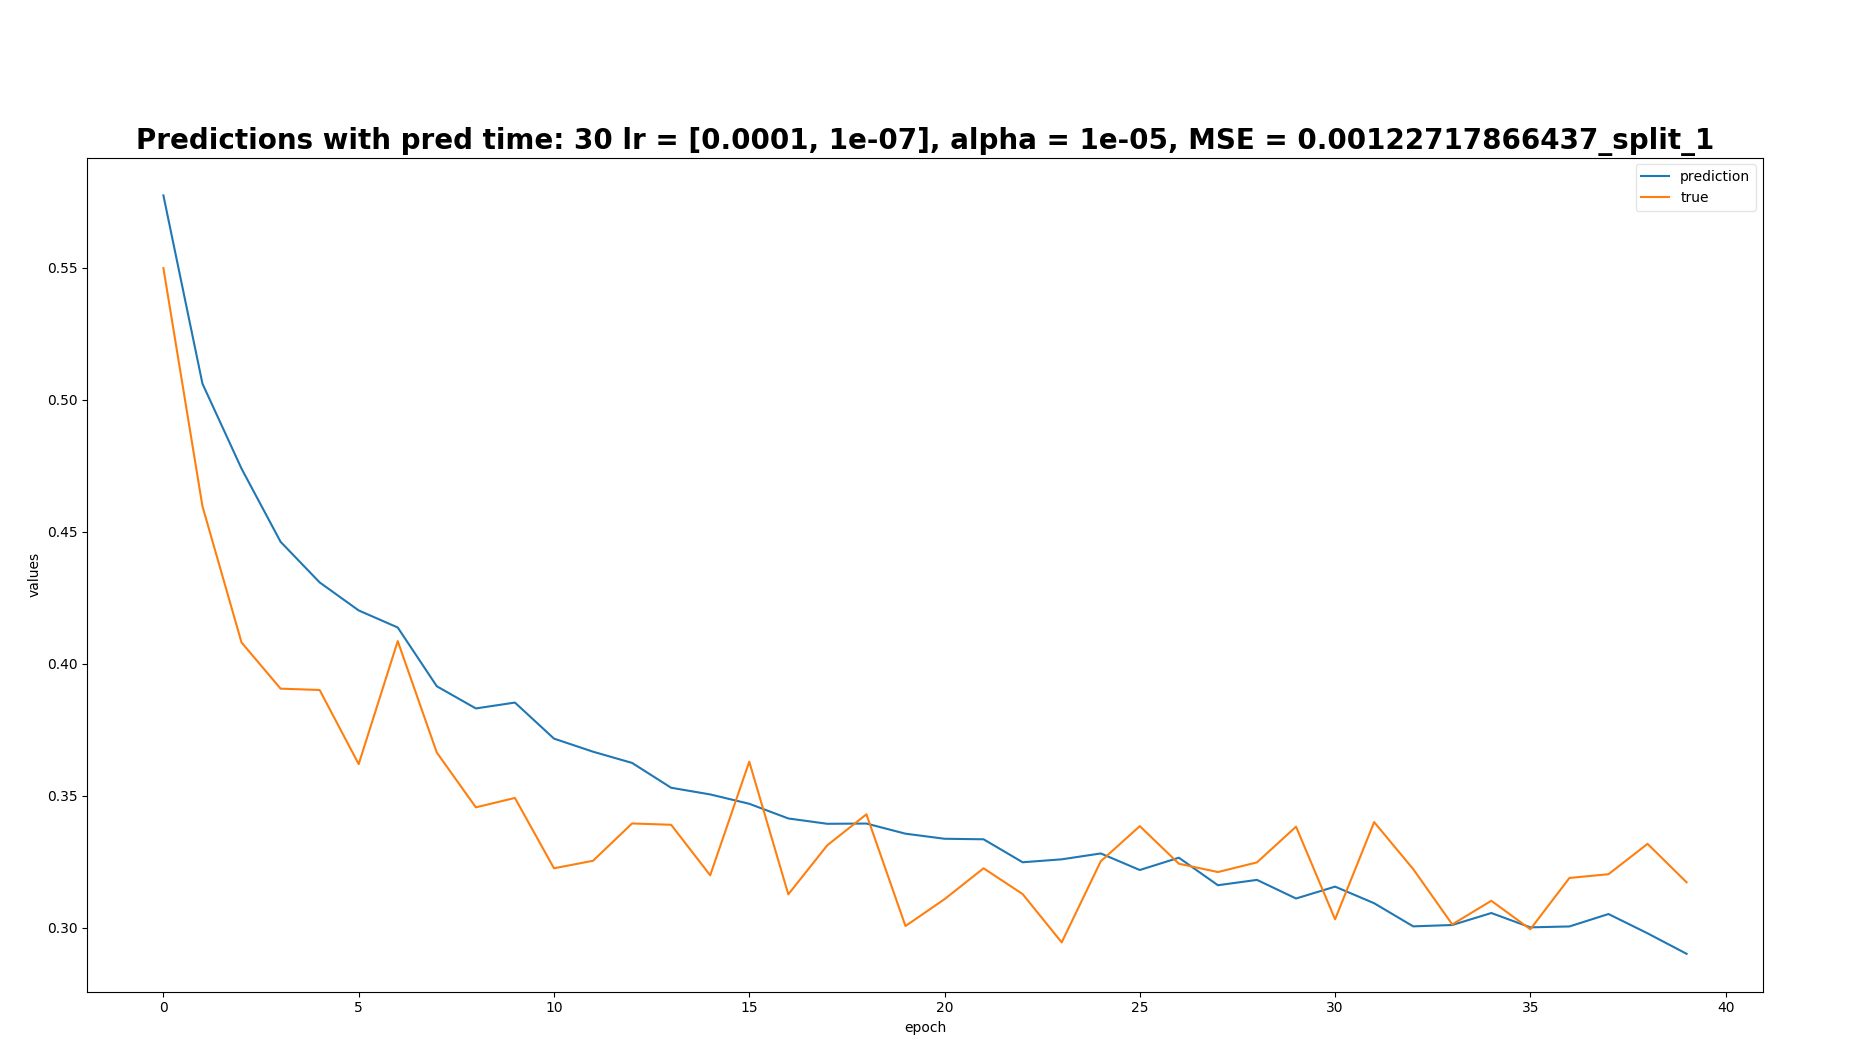 Predictions with pred time: 30 lr = [0.0001, 1e-07], alpha = 1e-05, MSE = 0.00122717866437_split_1
prediction
true
0.55
0.50
0.45
0.40
0.35
0.30
values
0 5 10 15 20 25 30 35 40
epoch